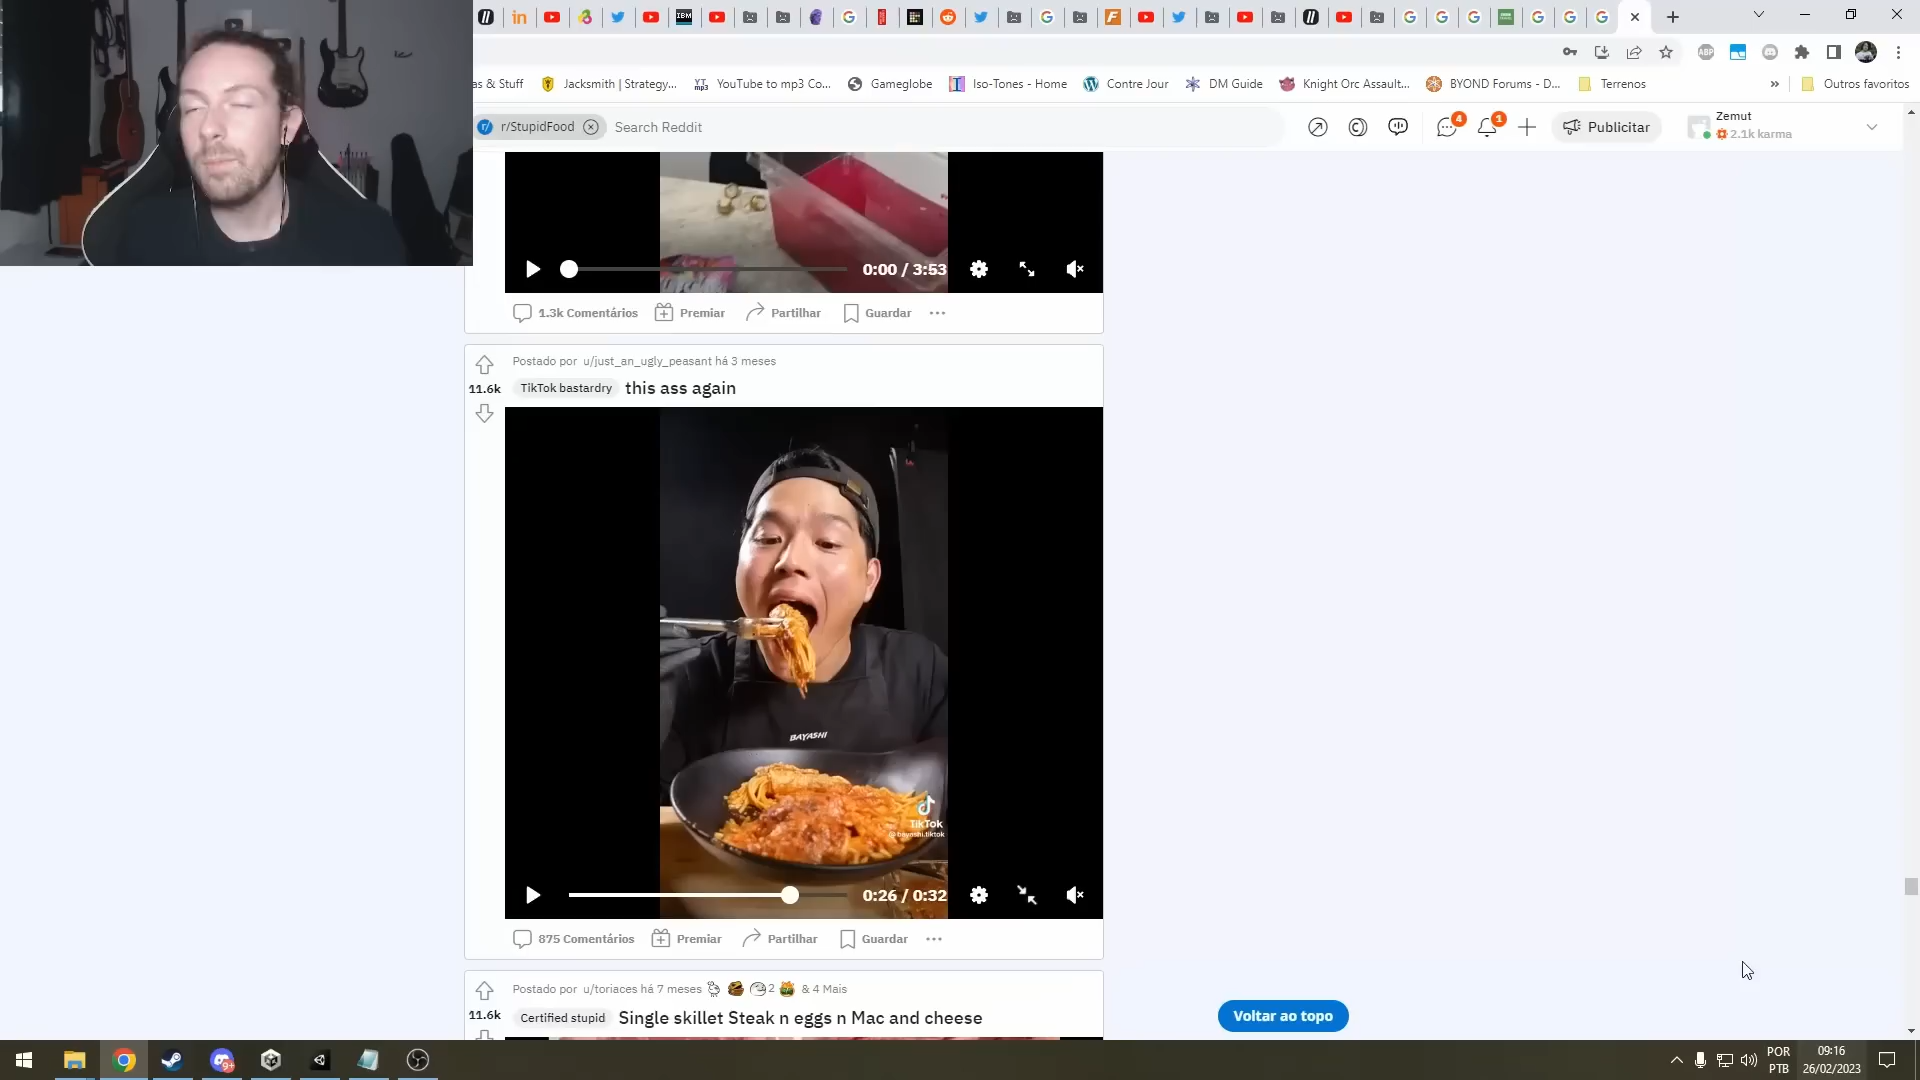 as & Stuff
Jacksmith | Strategy...
YouTube to mp3 Co...
Gameglobe
Iso-Tones - Home
Contre Jour
DM Guide
Knight Orc Assault...
BYOND Forums - D...
Terrenos
»
Outros favoritos
r/StupidFood
Search Reddit
4
1
Publicitar
Zemut
2.1k karma
0:00 / 3:53
1.3k Comentários
Premiar
Partilhar
Guardar
Postado por u/just_an_ugly_peasant há 3 meses
11.6k
TikTok bastardry
this ass again
BAYASHI
TikTok
@bayashi.tiktok
0:26 / 0:32
875 Comentários
Premiar
Partilhar
Guardar
Postado por u/toriaces há 7 meses
2
& 4 Mais
11.6k
Certified stupid
Single skillet Steak n eggs n Mac and cheese
Voltar ao topo
9+
POR
PTB
09:16
26/02/2023